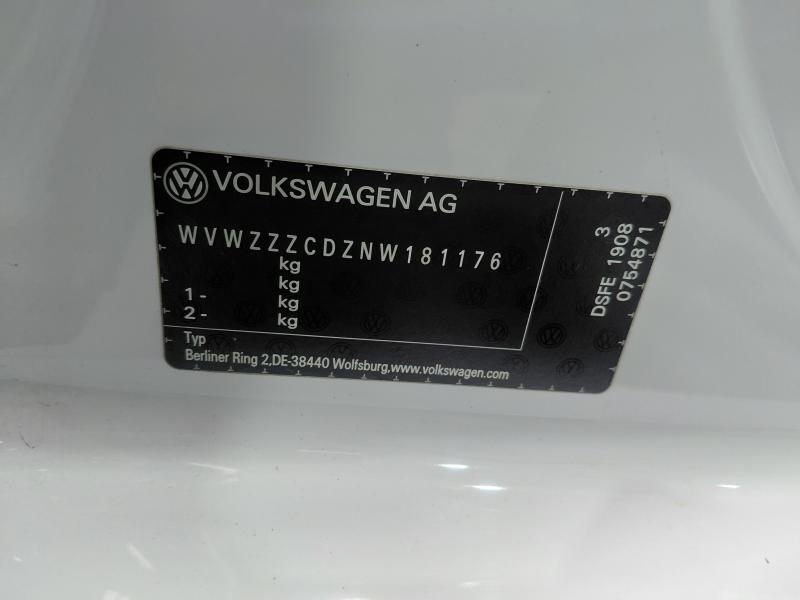 VOLKSWAGEN AG
WVWZZZCDZNW181176
kg
kg
1- kg
2- kg
Typ
Berliner Ring 2,DE-38440 Wolfsburg,www.volkswagen.com
3
DSFE 1908
0754871